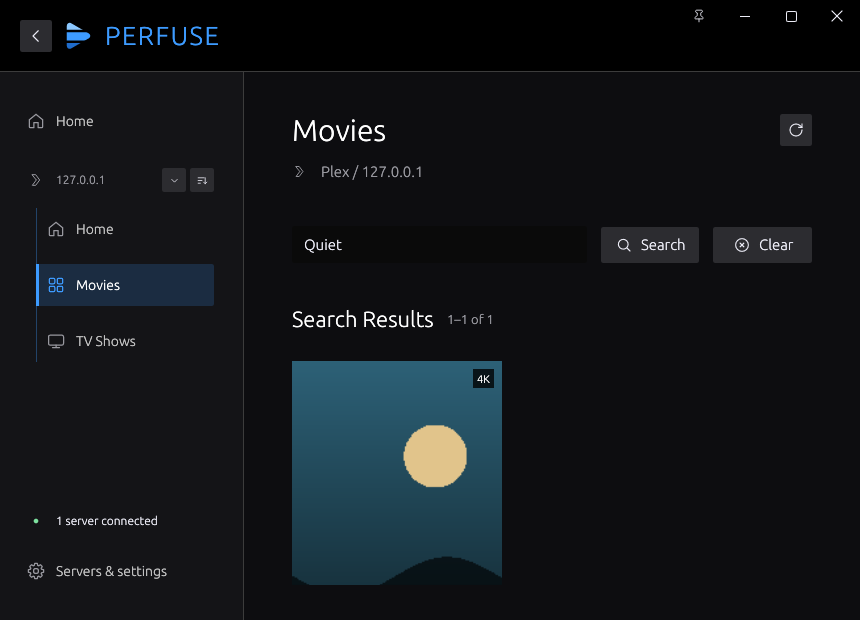 PERFUSE
Home
127.0.0.1
Home
Movies
TV Shows
1 server connected
Servers & settings
Movies
Plex / 127.0.0.1
Quiet
Search
Clear
Search Results 1–1 of 1
4K